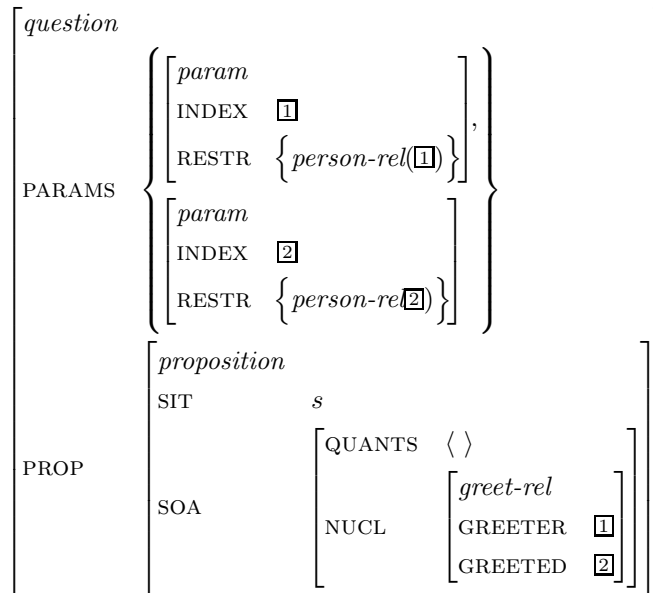 question
PARAMS
param
INDEX 1
RESTR {person-rel(1)},
param
INDEX 2
RESTR {person-rel2)}
PROP
proposition
SIT s
SOA
QUANTS ⟨ ⟩
NUCL
greet-rel
GREETER 1
GREETED 2